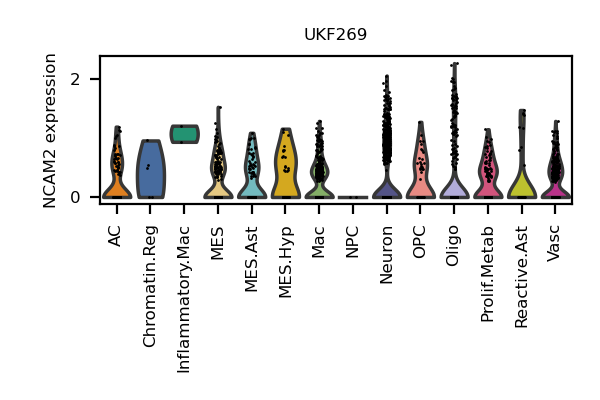 UKF269
NCAM2 expression
2
0
AC
Chromatin.Reg
Inflammatory.Mac
MES
MES.Ast
MES.Hyp
Mac
NPC
Neuron
OPC
Oligo
Prolif.Metab
Reactive.Ast
Vasc